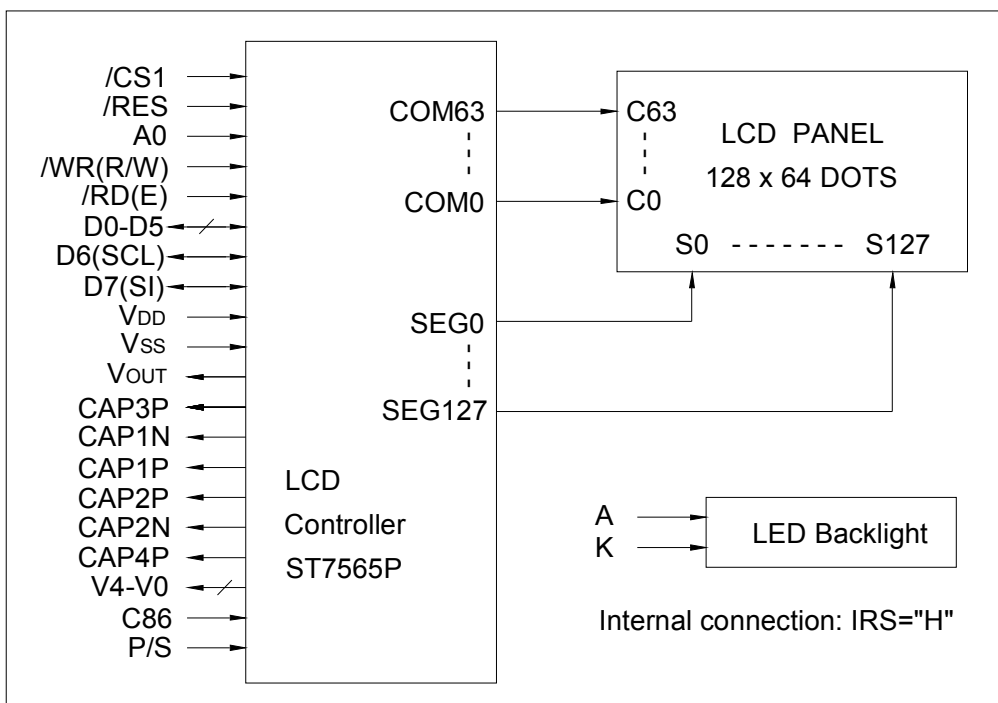 /CS1
/RES
A0
/WR(R/W)
/RD(E)
D0-D5
D6(SCL)
D7(SI)
VDD
VSS
VOUT
CAP3P
CAP1N
CAP1P
CAP2P
CAP2N
CAP4P
V4-V0
C86
P/S
COM63
COM0
SEG0
SEG127
LCD
Controller
ST7565P
C63
C0
LCD PANEL
128 x 64 DOTS
S0 - - - - - - - S127
A
K
LED Backlight
Internal connection: IRS="H"